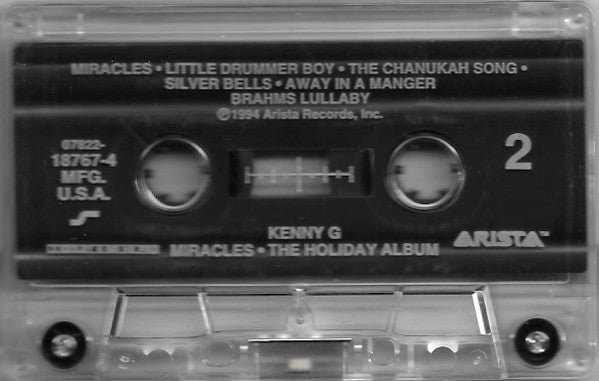 MIRACLES • LITTLE DRUMMER BOY • THE CHANUKAH SONG •
SILVER BELLS • AWAY IN A MANGER
BRAHMS LULLABY
©1994 Arista Records, Inc.
07822-
18767-4
MFG.
U.S.A.
2
KENNY G
MIRACLES • THE HOLIDAY ALBUM
ARISTA™